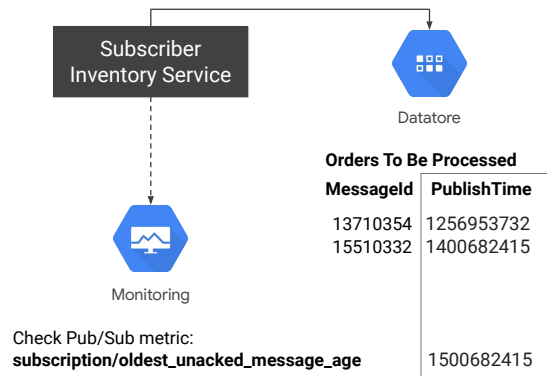 Subscriber
Inventory Service
Datatore
Orders To Be Processed
MessageId PublishTime
13710354 1256953732
15510332 1400682415
Monitoring
Check Pub/Sub metric:
subscription/oldest_unacked_message_age 1500682415